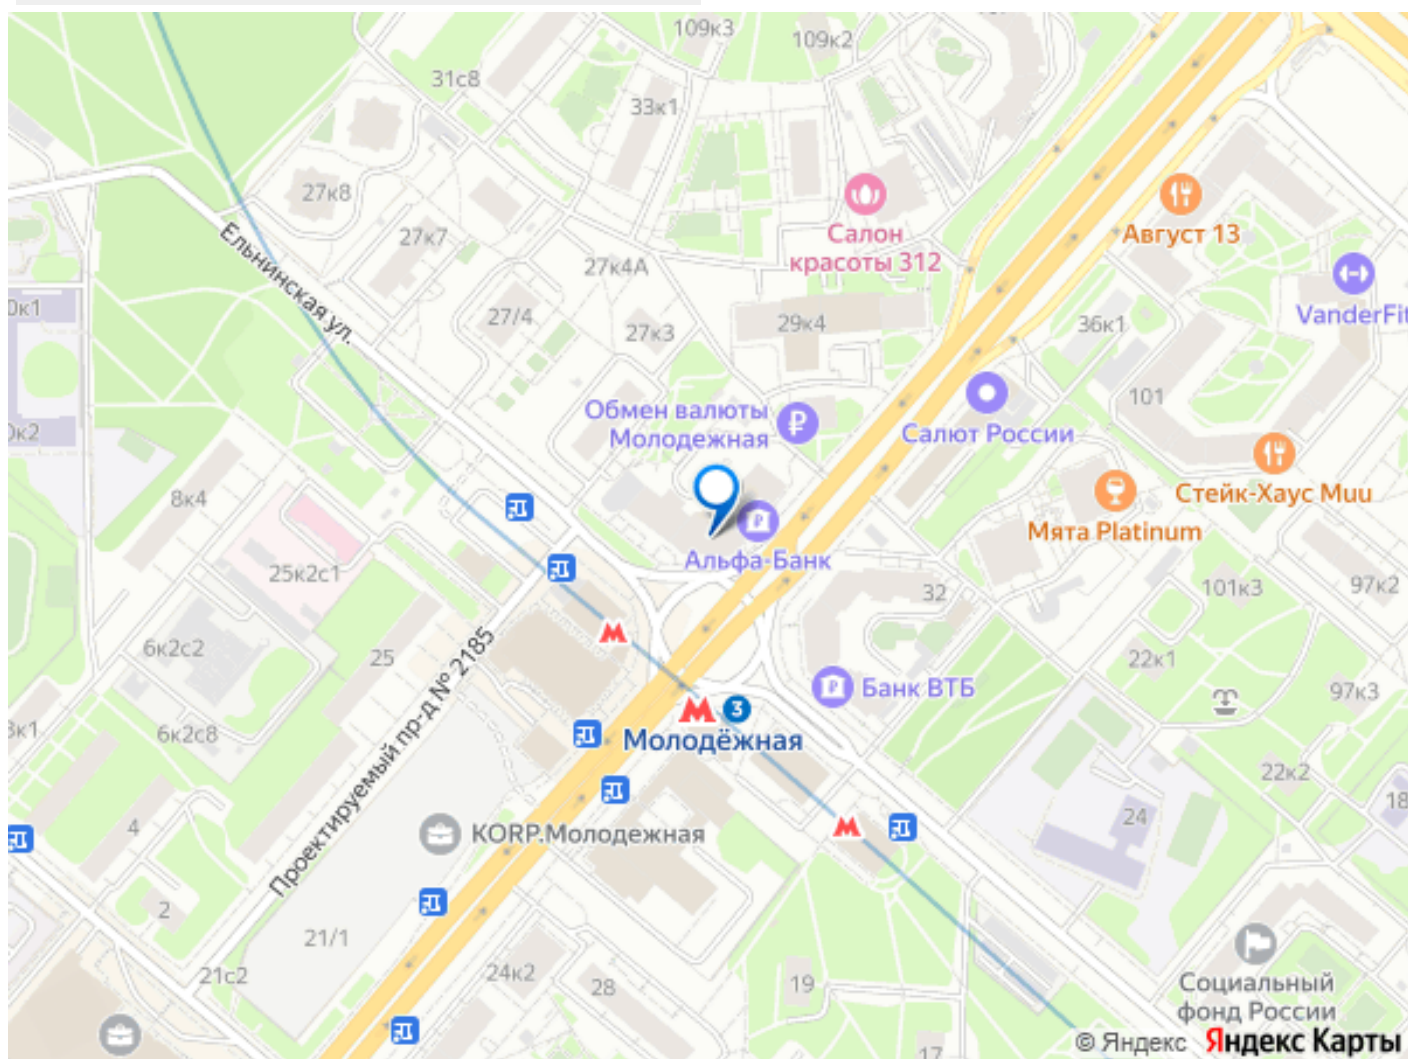 109к3
109к2
31с8
33к1
27к8
27к7
Салон
красоты 312
Август 13
Ельнинская ул.
27к4А
VanderFit
0к1
27/4
27к3
29к4
36к1
101
Обмен валюты
Молодежная
Салют России
0к2
8к4
Стейк-Хаус Muu
Мята Platinum
Альфа-Банк
25к2с1
32
101к3
97к2
6к2с2
25
22к1
Банк ВТБ
97к3
3
Молодёжная
3к1
6к2с8
Проектируемый пр-д № 2185
22к2
18
24
4
KORP.Молодежная
2
21/1
21с2
24к2
28
19
Социальный
фонд России
17
© Яндекс Яндекс Карты